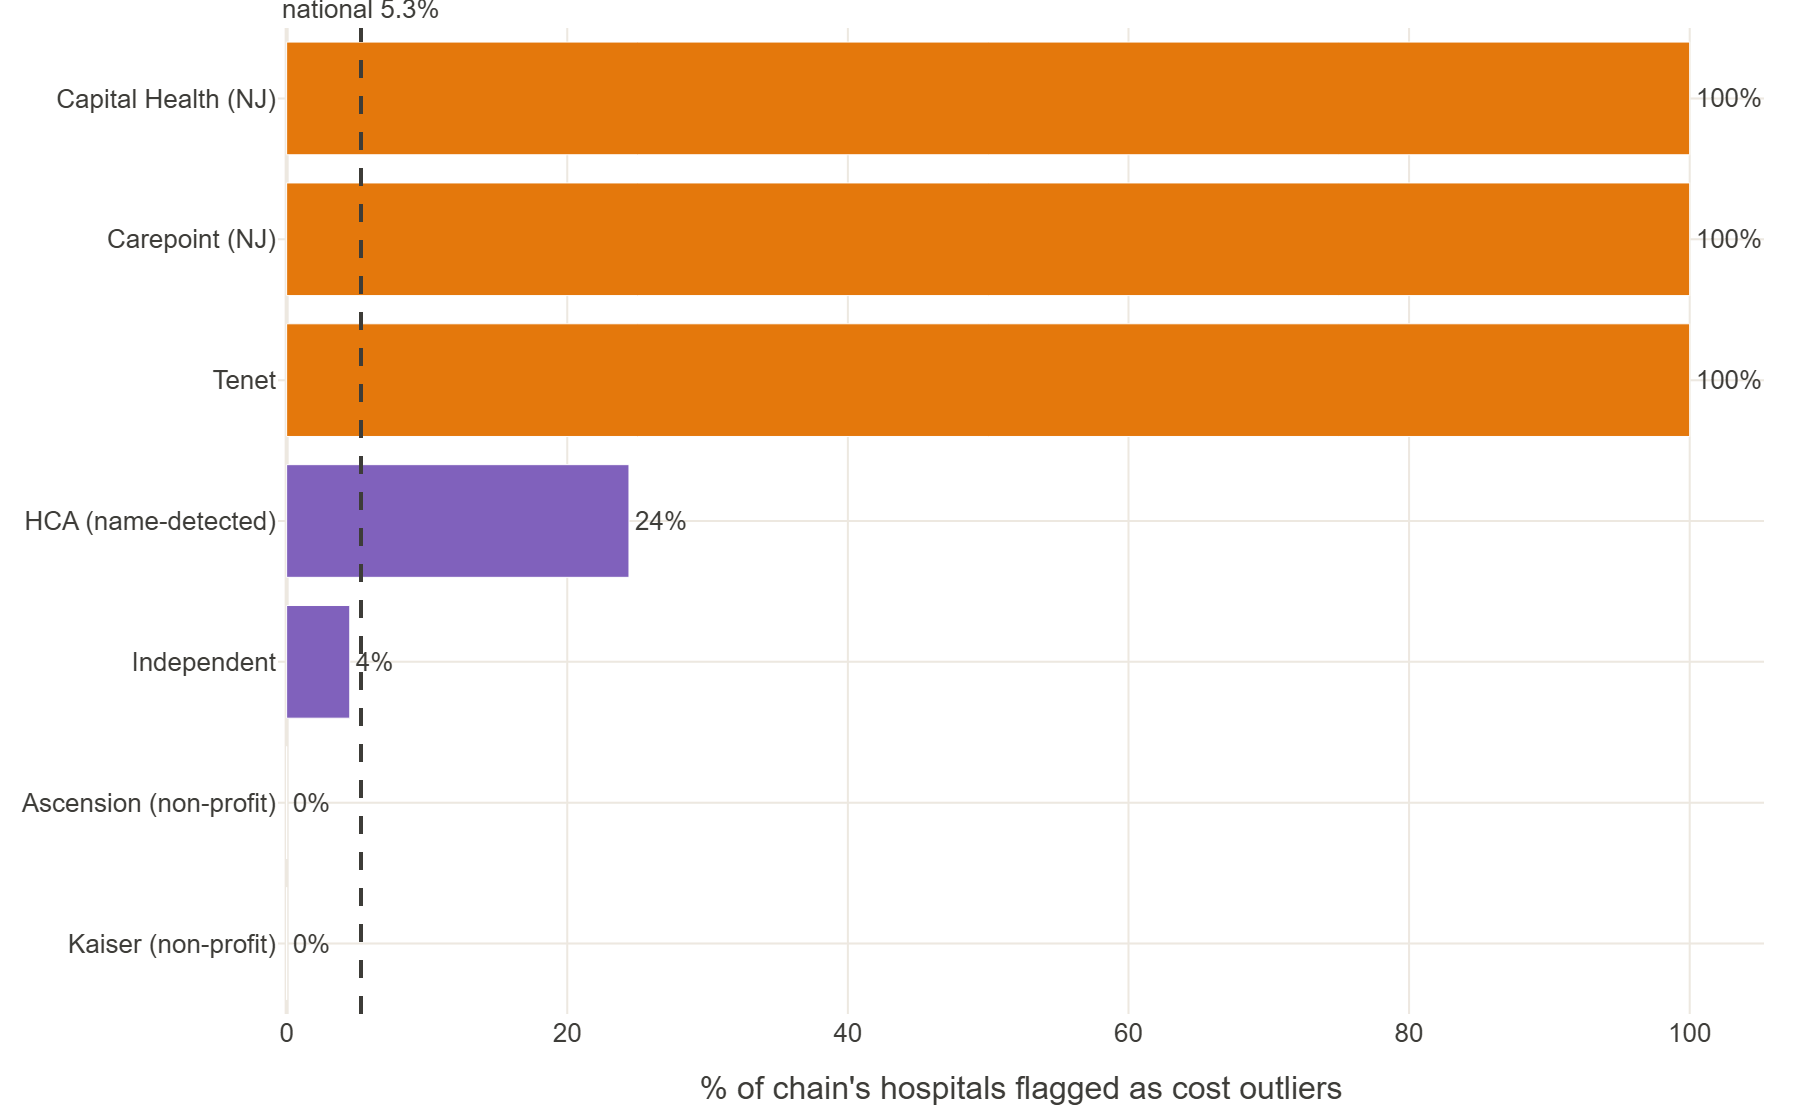 national 5.3%
Capital Health (NJ) 100%
Carepoint (NJ) 100%
Tenet 100%
HCA (name-detected) 24%
Independent 4%
Ascension (non-profit) 0%
Kaiser (non-profit) 0%
0 20 40 60 80 100
% of chain's hospitals flagged as cost outliers